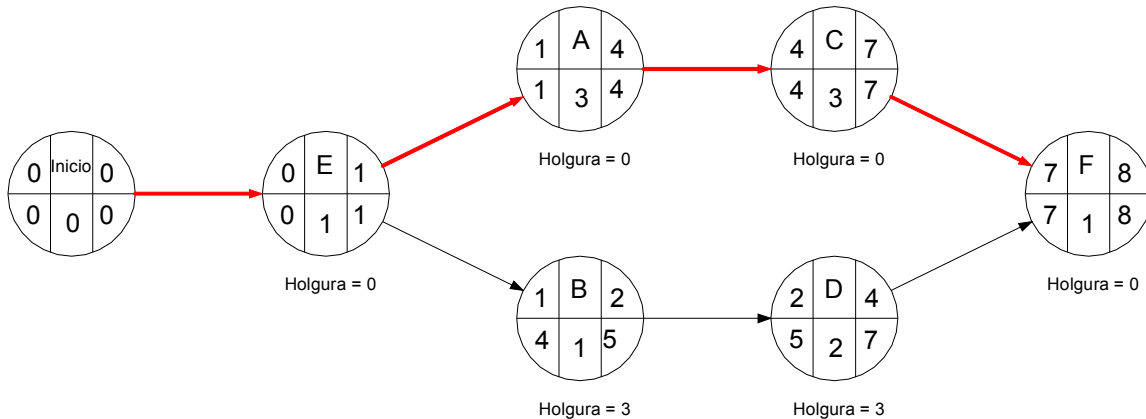 1 A 4
1 3 4
Holgura = 0
4 C 7
4 3 7
Holgura = 0
0 Inicio 0
0 0 0
0 E 1
0 1 1
Holgura = 0
7 F 8
7 1 8
Holgura = 0
1 B 2
4 1 5
Holgura = 3
2 D 4
5 2 7
Holgura = 3